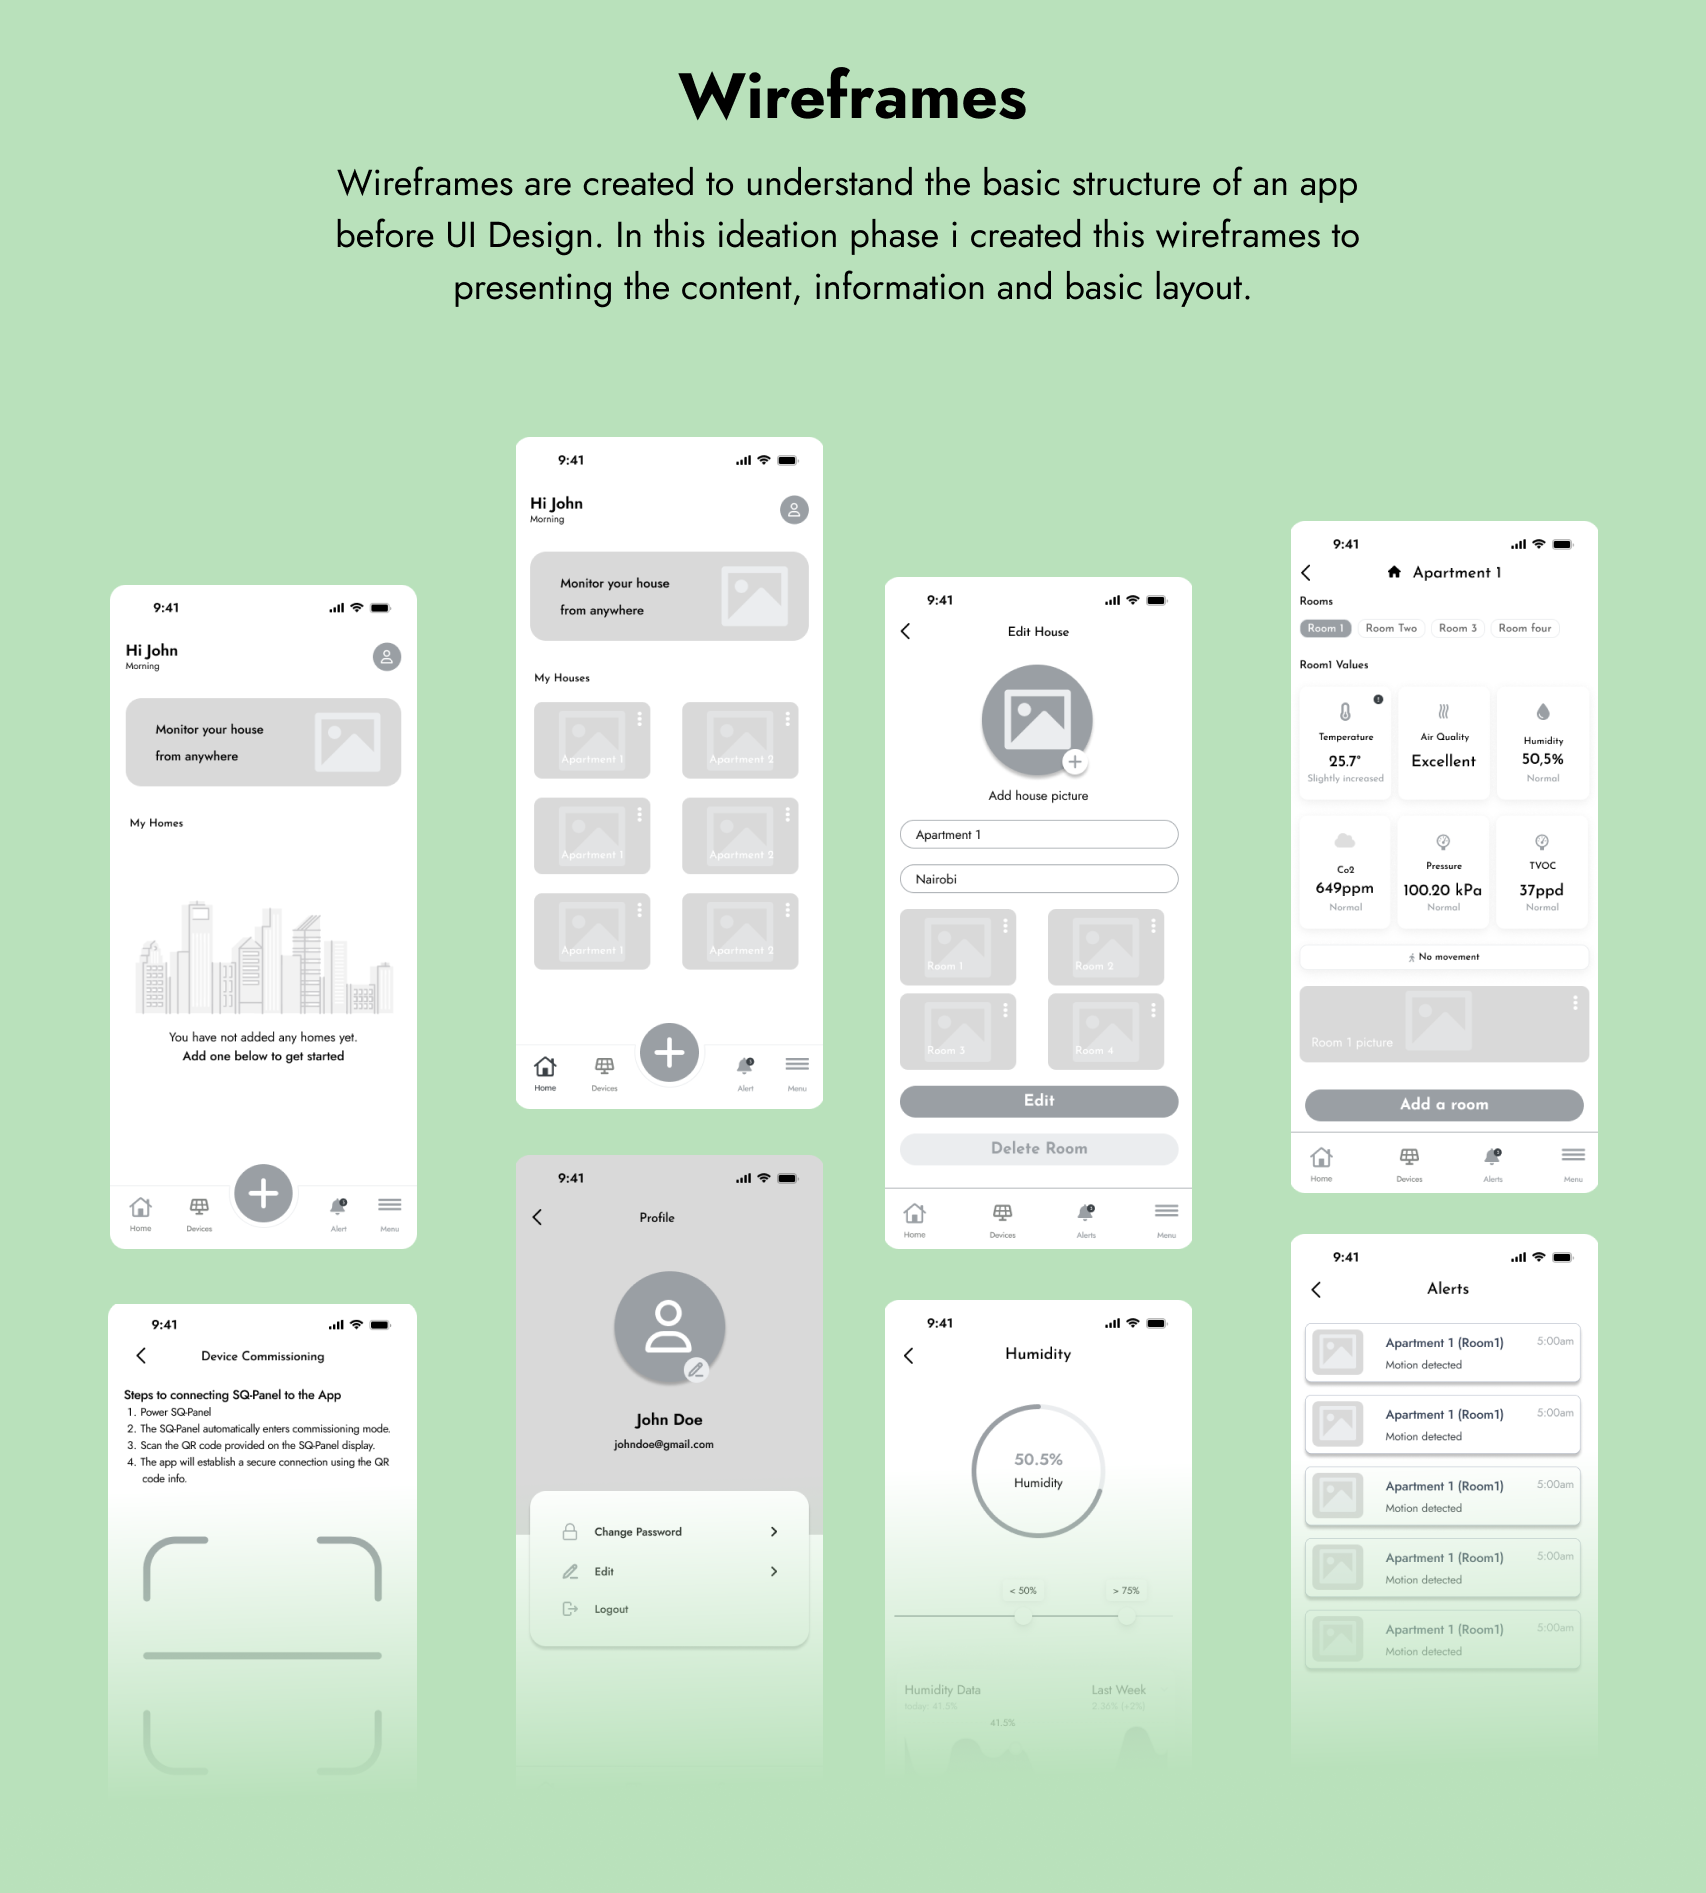 Wireframes
Wireframes are created to understand the basic structure of an app
before UI Design. In this ideation phase i created this wireframes to
presenting the content, information and basic layout.
9:41
Hi John
Morning
Monitor your house
from anywhere
My Homes
You have not added any homes yet.
Add one below to get started
Home
Devices
Alert
Menu
9:41
Device Commissioning
Steps to connecting SQ-Panel to the App
1. Power SQ-Panel
2. The SQ-Panel automatically enters commissioning mode.
3. Scan the QR code provided on the SQ-Panel display.
4. The app will establish a secure connection using the QR
code info.
9:41
Hi John
Morning
Monitor your house
from anywhere
My Houses
Apartment 1
Apartment 2
Apartment 1
Apartment 2
Apartment 1
Apartment 2
Home
Devices
Alert
Menu
9:41
Profile
John Doe
johndoe@gmail.com
Change Password
Edit
Logout
9:41
Edit House
Add house picture
Apartment 1
Nairobi
Room 1
Room 2
Room 3
Room 4
Edit
Delete Room
Home
Devices
Alerts
Menu
9:41
Humidity
50.5%
Humidity
< 50%
> 75%
Humidity Data
Last Week
today: 41.5%
2.36% (+2%)
41.5%
9:41
Apartment 1
Rooms
Room 1
Room Two
Room 3
Room four
Room1 Values
Temperature
25.7°
Slightly increased
Air Quality
Excellent
Humidity
50,5%
Normal
Co2
649ppm
Normal
Pressure
100.20 kPa
Normal
TVOC
37ppd
Normal
No movement
Room 1 picture
Add a room
Home
Devices
Alerts
Menu
9:41
Alerts
Apartment 1 (Room1)
5:00am
Motion detected
Apartment 1 (Room1)
5:00am
Motion detected
Apartment 1 (Room1)
5:00am
Motion detected
Apartment 1 (Room1)
5:00am
Motion detected
Apartment 1 (Room1)
5:00am
Motion detected